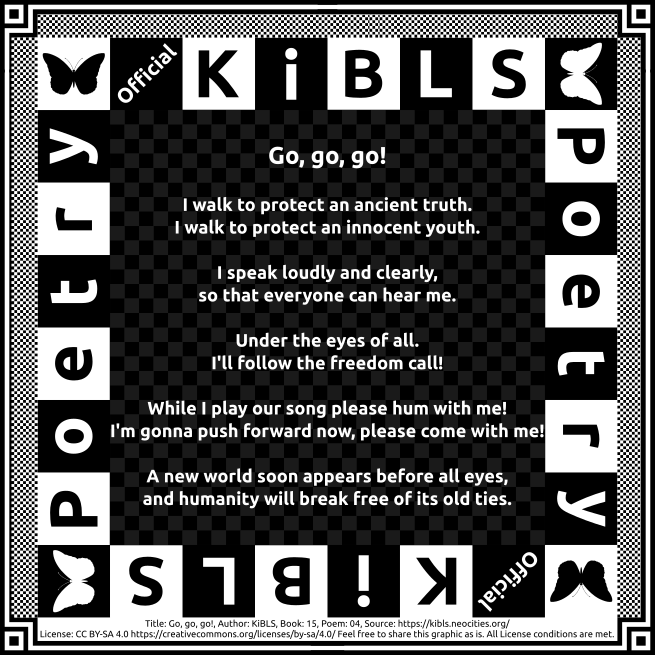 Official KiBLS
Poetry
Poetry
Go, go, go!
I walk to protect an ancient truth.
I walk to protect an innocent youth.
I speak loudly and clearly,
so that everyone can hear me.
Under the eyes of all.
I'll follow the freedom call!
While I play our song please hum with me!
I'm gonna push forward now, please come with me!
A new world soon appears before all eyes,
and humanity will break free of its old ties.
Official KiBLS
Title: Go, go, go!, Author: KiBLS, Book: 15, Poem: 04, Source: https://kibls.neocities.org/
License: CC BY-SA 4.0 https://creativecommons.org/licenses/by-sa/4.0/ Feel free to share this graphic as is. All License conditions are met.